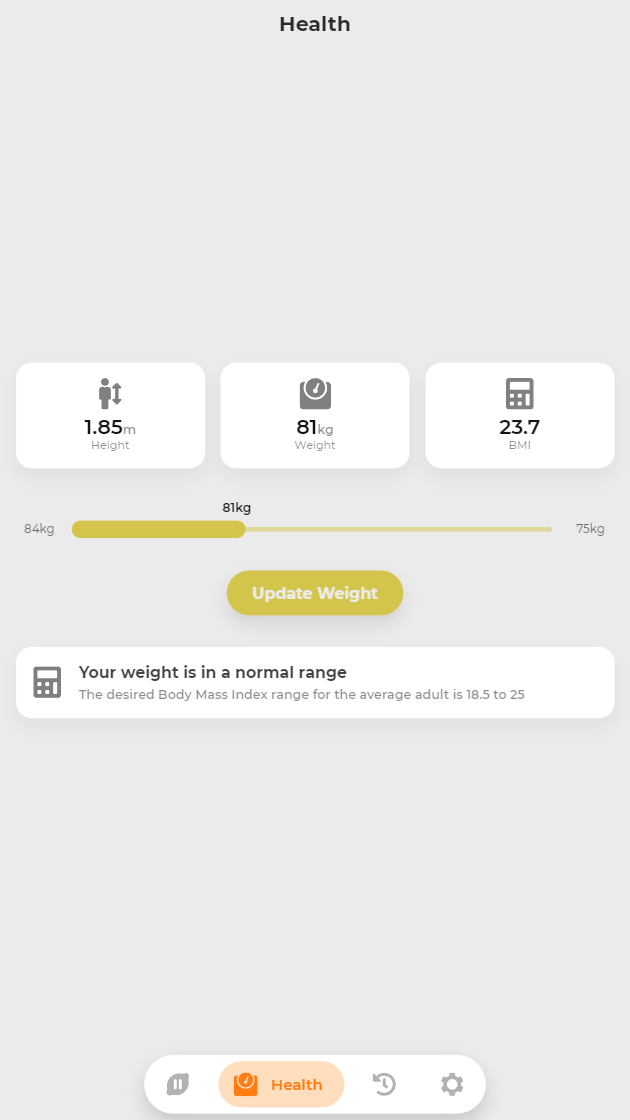 Health
1.85m
Height
81kg
Weight
23.7
BMI
81kg
84kg
75kg
Update Weight
Your weight is in a normal range
The desired Body Mass Index range for the average adult is 18.5 to 25
Health